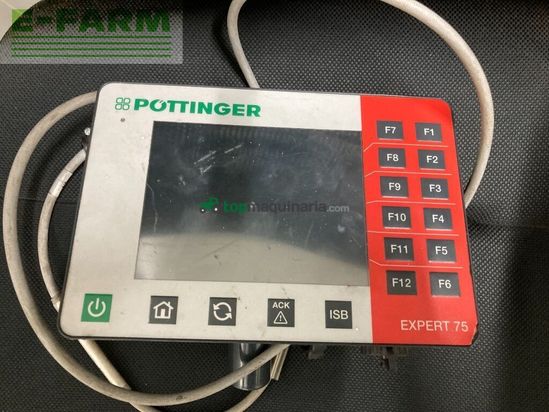 E-FARM
PÖTTINGER
topmaquinaria.com
F7 F1
F8 F2
F9 F3
F10 F4
F11 F5
F12 F6
ACK
ISB
EXPERT 75